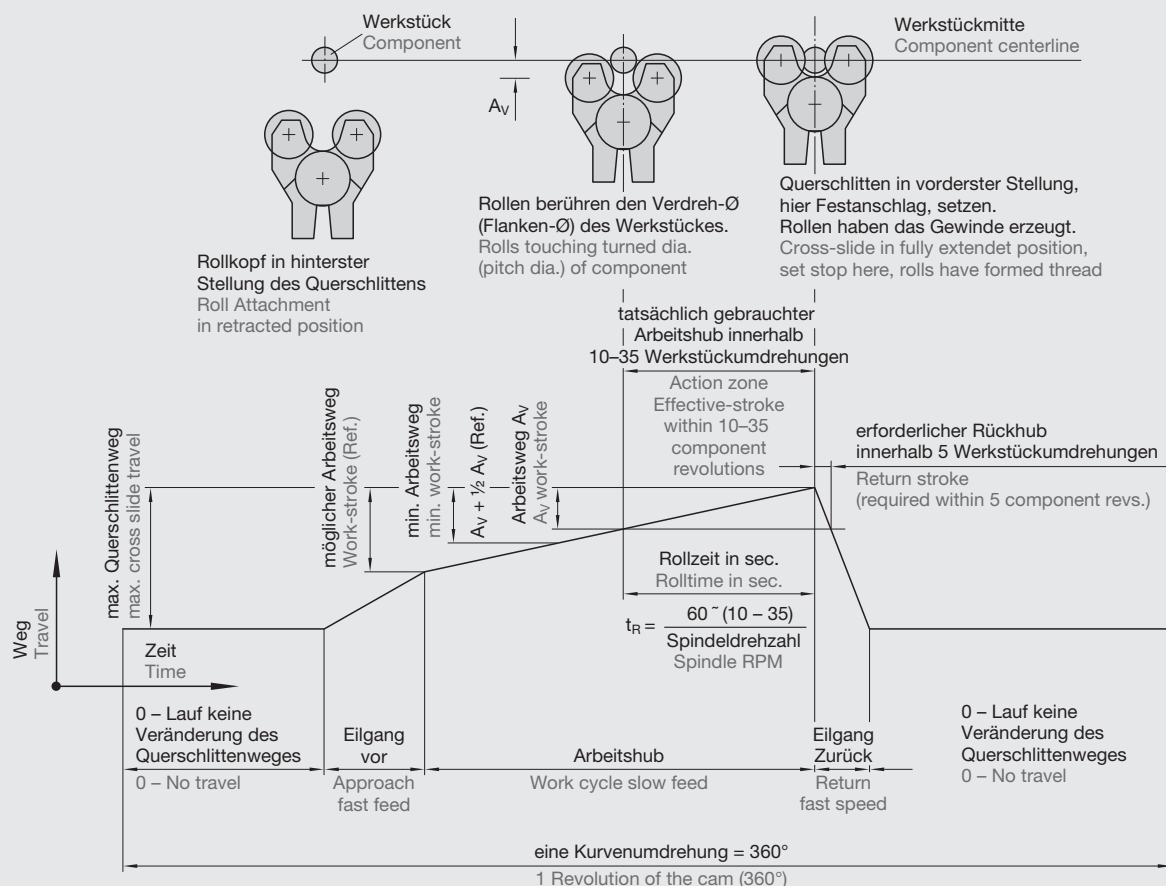 Werkstück
Component
Werkstückmitte
Component centerline
A_V
Rollkopf in hinterster
Stellung des Querschlittens
Roll Attachment
in retracted position
Rollen berühren den Verdreh-Ø
(Flanken-Ø) des Werkstückes.
Rolls touching turned dia.
(pitch dia.) of component
Querschlitten in vorderster Stellung,
hier Festanschlag, setzen.
Rollen haben das Gewinde erzeugt.
Cross-slide in fully extendet position,
set stop here, rolls have formed thread
tatsächlich gebrauchter
Arbeitshub innerhalb
10–35 Werkstückumdrehungen
Action zone
Effective-stroke
within 10–35
component
revolutions
erforderlicher Rückhub
innerhalb 5 Werkstückumdrehungen
Return stroke
(required within 5 component revs.)
max. Querschlittenweg
max. cross slide travel
möglicher Arbeitsweg
Work-stroke (Ref.)
min. Arbeitsweg
min. work-stroke
A_V + ½ A_V (Ref.)
Arbeitsweg A_V
A_V work-stroke
Rollzeit in sec.
Rolltime in sec.
t_R = 60 ˜ (10 – 35)
Spindeldrehzahl
Spindle RPM
Weg
Travel
Zeit
Time
0 – Lauf keine
Veränderung des
Querschlittenweges
0 – No travel
Eilgang
vor
Approach
fast feed
Arbeitshub
Work cycle slow feed
Eilgang
Zurück
Return
fast speed
0 – Lauf keine
Veränderung des
Querschlittenweges
0 – No travel
eine Kurvenumdrehung = 360°
1 Revolution of the cam (360°)